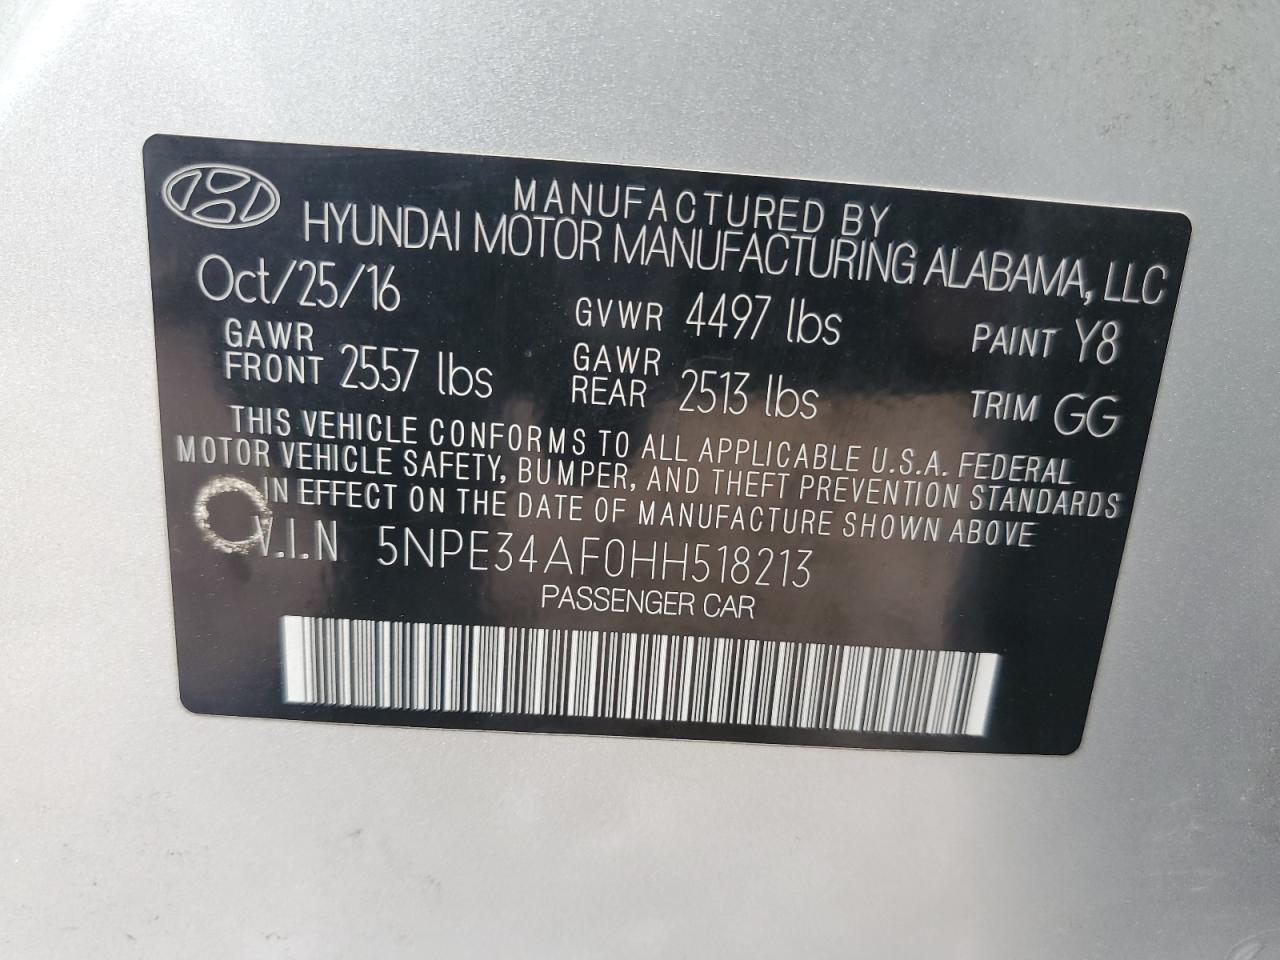 MANUFACTURED BY
HYUNDAI MOTOR MANUFACTURING ALABAMA, LLC
Oct/25/16 GVWR 4497 lbs PAINT Y8
GAWR FRONT 2557 lbs GAWR REAR 2513 lbs TRIM GG
THIS VEHICLE CONFORMS TO ALL APPLICABLE U.S.A. FEDERAL
MOTOR VEHICLE SAFETY, BUMPER, AND THEFT PREVENTION STANDARDS
IN EFFECT ON THE DATE OF MANUFACTURE SHOWN ABOVE
V.I.N 5NPE34AF0HH518213
PASSENGER CAR